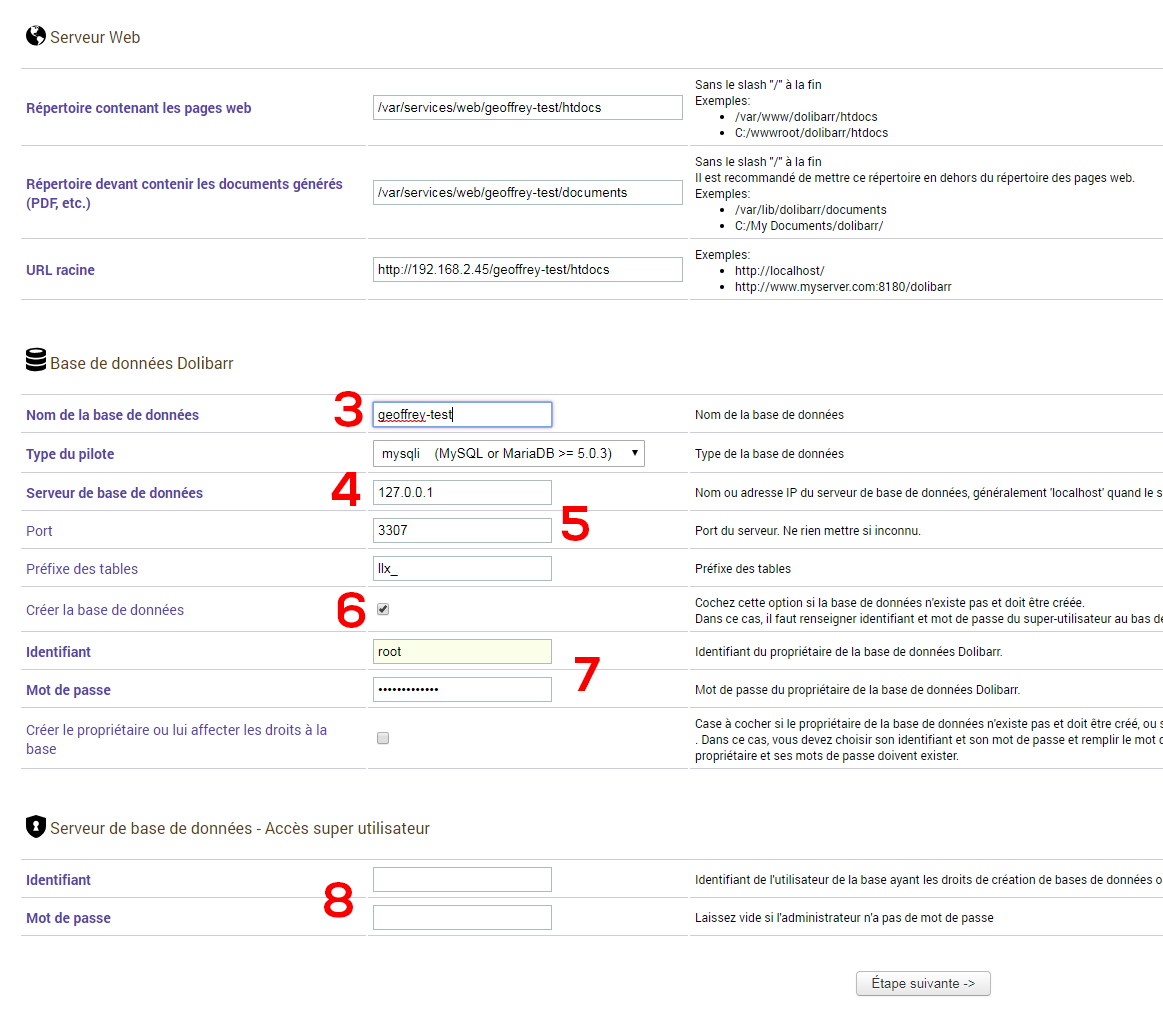 Serveur Web
Répertoire contenant les pages web
/var/services/web/geoffrey-test/htdocs
Sans le slash "/" à la fin
Exemples:
• /var/www/dolibarr/htdocs
• C:/wwwroot/dolibarr/htdocs
Répertoire devant contenir les documents générés
(PDF, etc.)
/var/services/web/geoffrey-test/documents
Sans le slash "/" à la fin
Il est recommandé de mettre ce répertoire en dehors du répertoire des pages web.
Exemples:
• /var/lib/dolibarr/documents
• C:/My Documents/dolibarr/
URL racine
http://192.168.2.45/geoffrey-test/htdocs
Exemples:
• http://localhost/
• http://www.myserver.com:8180/dolibarr
Base de données Dolibarr
Nom de la base de données
3
geoffrey-test
Nom de la base de données
Type du pilote
mysqli (MySQL or MariaDB >= 5.0.3)
Type de la base de données
Serveur de base de données
4
127.0.0.1
Nom ou adresse IP du serveur de base de données, généralement 'localhost' quand le s
Port
3307
5
Port du serveur. Ne rien mettre si inconnu.
Préfixe des tables
llx_
Préfixe des tables
Créer la base de données
6
Cochez cette option si la base de données n'existe pas et doit être créée.
Dans ce cas, il faut renseigner identifiant et mot de passe du super-utilisateur au bas de
Identifiant
root
7
Identifiant du propriétaire de la base de données Dolibarr.
Mot de passe
•••••••••••••
Mot de passe du propriétaire de la base de données Dolibarr.
Créer le propriétaire ou lui affecter les droits à la
base
Case à cocher si le propriétaire de la base de données n'existe pas et doit être créé, ou s
. Dans ce cas, vous devez choisir son identifiant et son mot de passe et remplir le mot d
propriétaire et ses mots de passe doivent exister.
Serveur de base de données - Accès super utilisateur
Identifiant
8
Identifiant de l'utilisateur de la base ayant les droits de création de bases de données o
Mot de passe
Laissez vide si l'administrateur n'a pas de mot de passe
Étape suivante ->